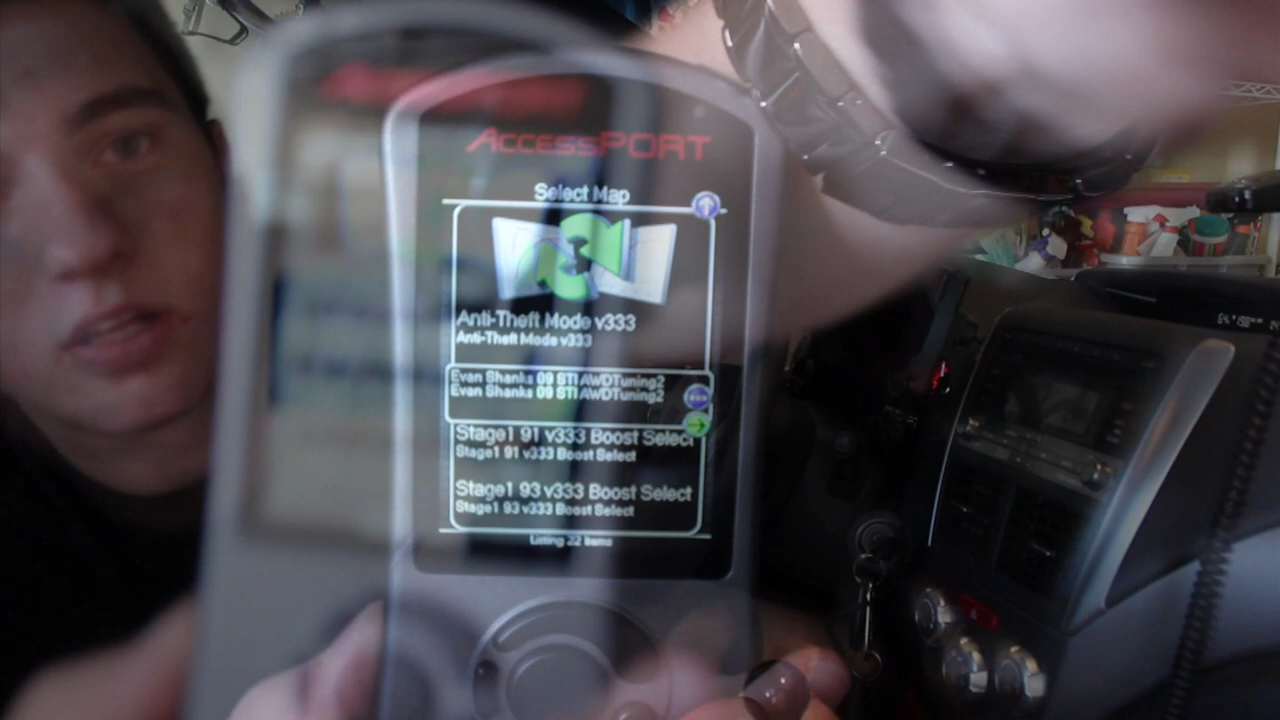 AccessPORT
Select Map
Anti-Theft Mode v333
Anti-Theft Mode v333
Evan Shanks 09 STI AWDTuning2
Evan Shanks 09 STI AWDTuning2
Stage1 91 v333 Boost Select
Stage1 91 v333 Boost Select
Stage1 93 v333 Boost Select
Stage1 93 v333 Boost Select
Listing 22 Items